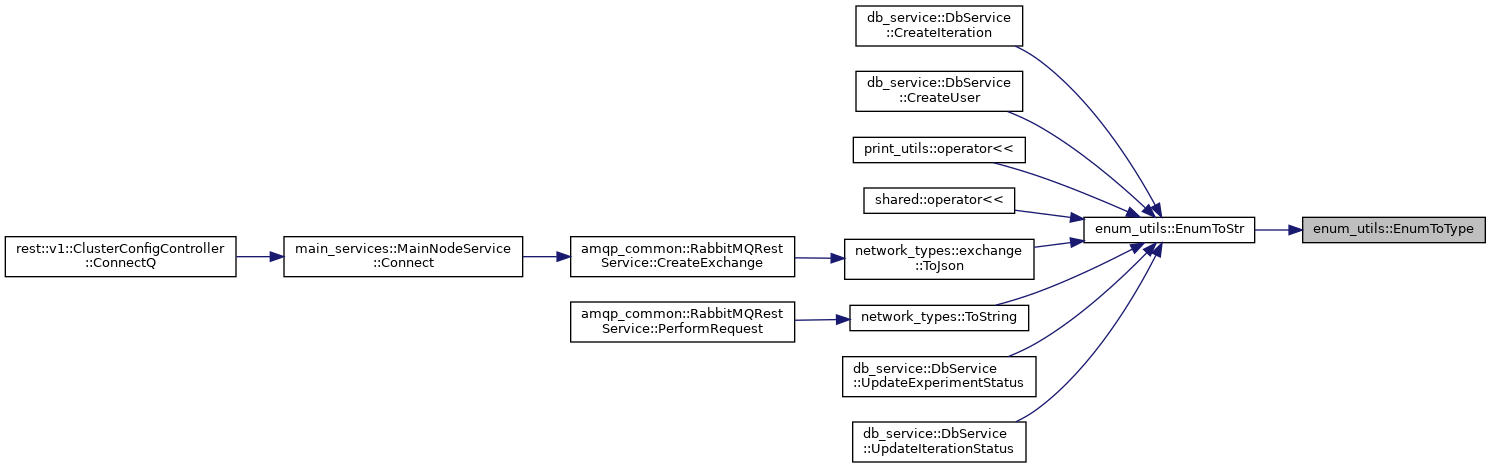 db_service::DbService
::CreateIteration
db_service::DbService
::CreateUser
print_utils::operator<<
shared::operator<<
enum_utils::EnumToStr
enum_utils::EnumToType
rest::v1::ClusterConfigController
::ConnectQ
main_services::MainNodeService
::Connect
amqp_common::RabbitMQRest
Service::CreateExchange
network_types::exchange
::ToJson
amqp_common::RabbitMQRest
Service::PerformRequest
network_types::ToString
db_service::DbService
::UpdateExperimentStatus
db_service::DbService
::UpdateIterationStatus